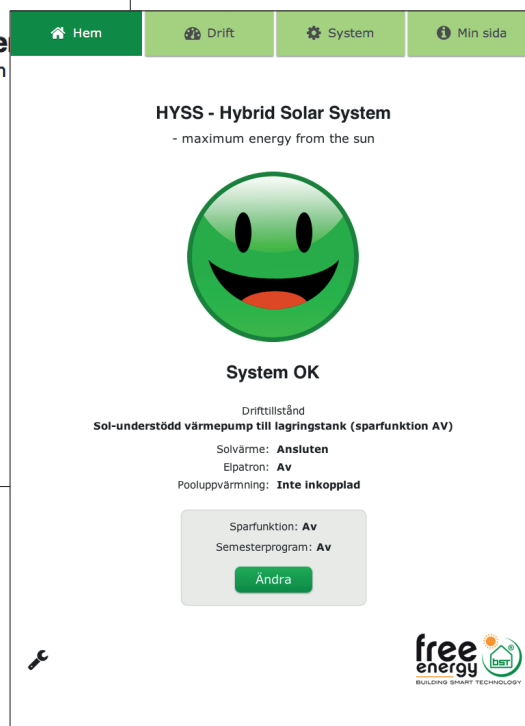 Hem
Drift
System
Min sida
HYSS - Hybrid Solar System
- maximum energy from the sun
System OK
Drifttillstånd
Sol-understödd värmepump till lagringstank (sparfunktion AV)
Solvärme: Ansluten
Elpatron: Av
Pooluppvärmning: Inte inkopplad
Sparfunktion: Av
Semesterprogram: Av
Ändra
free
energy
bst
BUILDING SMART TECHNOLOGY